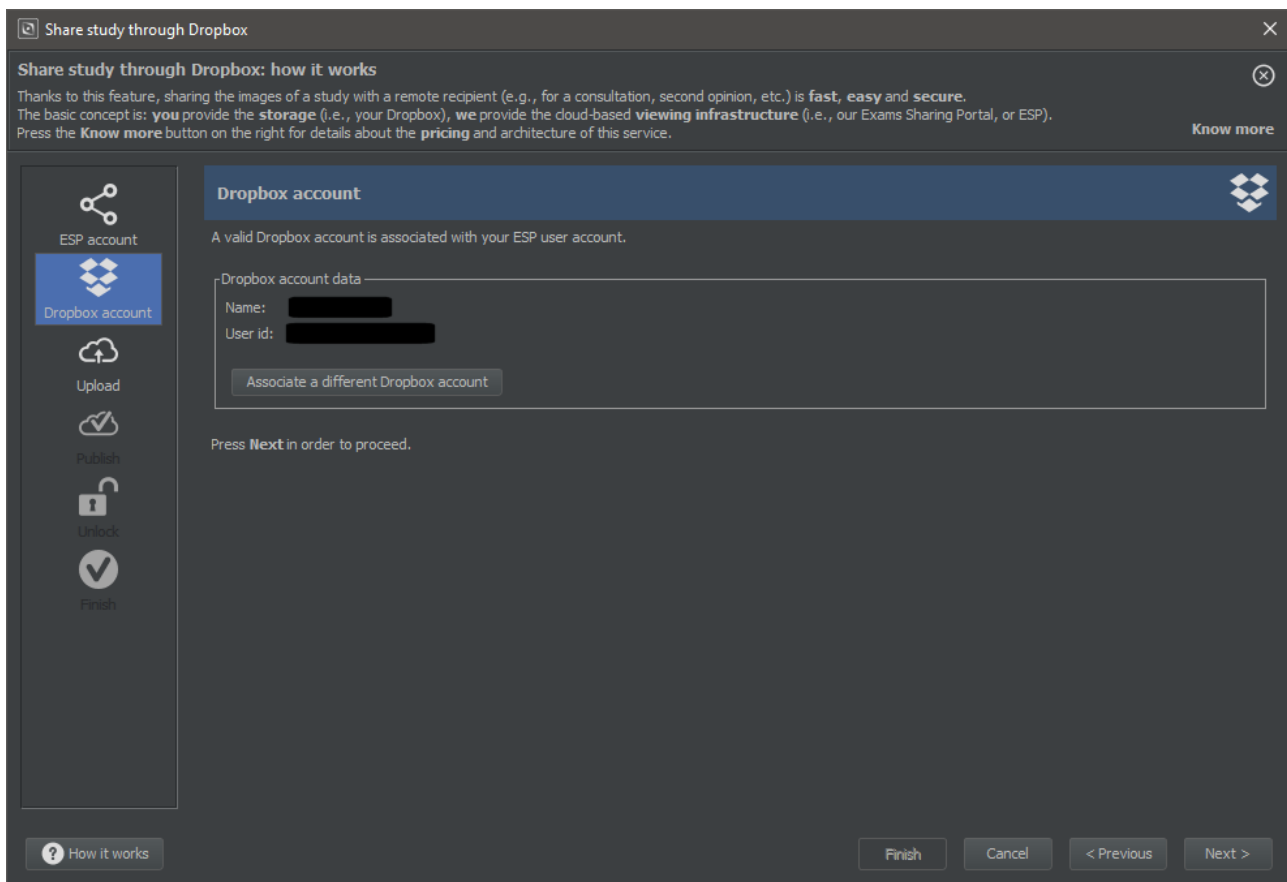 Share study through Dropbox
Share study through Dropbox: how it works
Thanks to this feature, sharing the images of a study with a remote recipient (e.g., for a consultation, second opinion, etc.) is fast, easy and secure.
The basic concept is: you provide the storage (i.e., your Dropbox), we provide the cloud-based viewing infrastructure (i.e., our Exams Sharing Portal, or ESP).
Press the Know more button on the right for details about the pricing and architecture of this service.
Know more
ESP account
Dropbox account
Upload
Publish
Unlock
Finish
Dropbox account
A valid Dropbox account is associated with your ESP user account.
Dropbox account data
Name:
User id:
Associate a different Dropbox account
Press Next in order to proceed.
? How it works
Finish
Cancel
< Previous
Next >